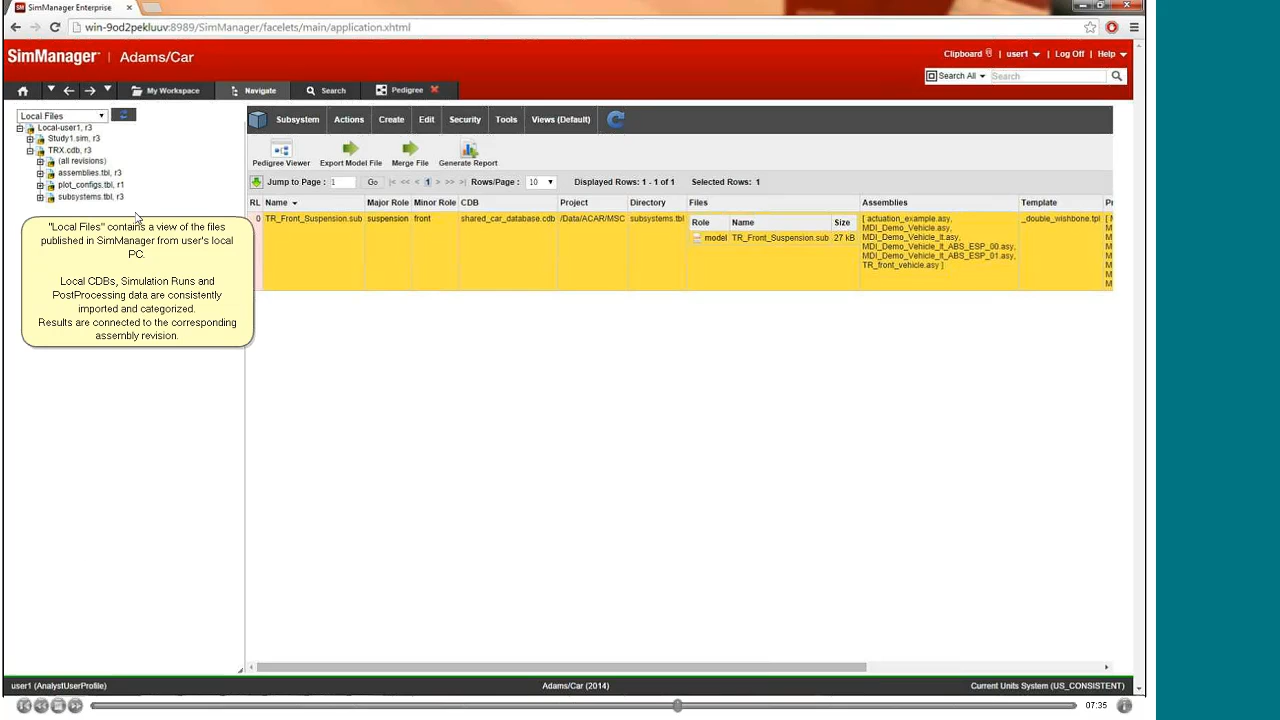 SimManager Enterprise
win-9od2pekluuv:8989/SimManager/facelets/main/application.xhtml
SimManager | Adams/Car
Clipboard | user1 | Log Off | Help
Search All Search
My Workspace Navigate Search Pedigree
Local Files
Local-user1, r3
Study1.sim, r3
TRX.cdb, r3
(all revisions)
assemblies.tbl, r3
plot_configs.tbl, r1
subsystems.tbl, r3
"Local Files" contains a view of the files
published in SimManager from user's local
PC.
Local CDBs, Simulation Runs and
PostProcessing data are consistently
imported and categorized.
Results are connected to the corresponding
assembly revision.
Subsystem Actions Create Edit Security Tools Views (Default)
Pedigree Viewer Export Model File Merge File Generate Report
Jump to Page : 1 Go |< << < 1 > >> >| Rows/Page : 10 Displayed Rows: 1 - 1 of 1 Selected Rows: 1
RL Name Major Role Minor Role CDB Project Directory Files Assemblies Template Pr
0 TR_Front_Suspension.sub suspension front shared_car_database.cdb /Data/ACAR/MSC subsystems.tbl
Role Name Size
model TR_Front_Suspension.sub 27 kB
[ actuation_example.asy,
MDI_Demo_Vehicle.asy,
MDI_Demo_Vehicle_lt.asy,
MDI_Demo_Vehicle_lt_ABS_ESP_00.asy,
MDI_Demo_Vehicle_lt_ABS_ESP_01.asy,
TR_front_vehicle.asy ]
_double_wishbone.tpl
user1 (AnalystUserProfile) Adams/Car (2014) Current Units System (US_CONSISTENT)
07:35